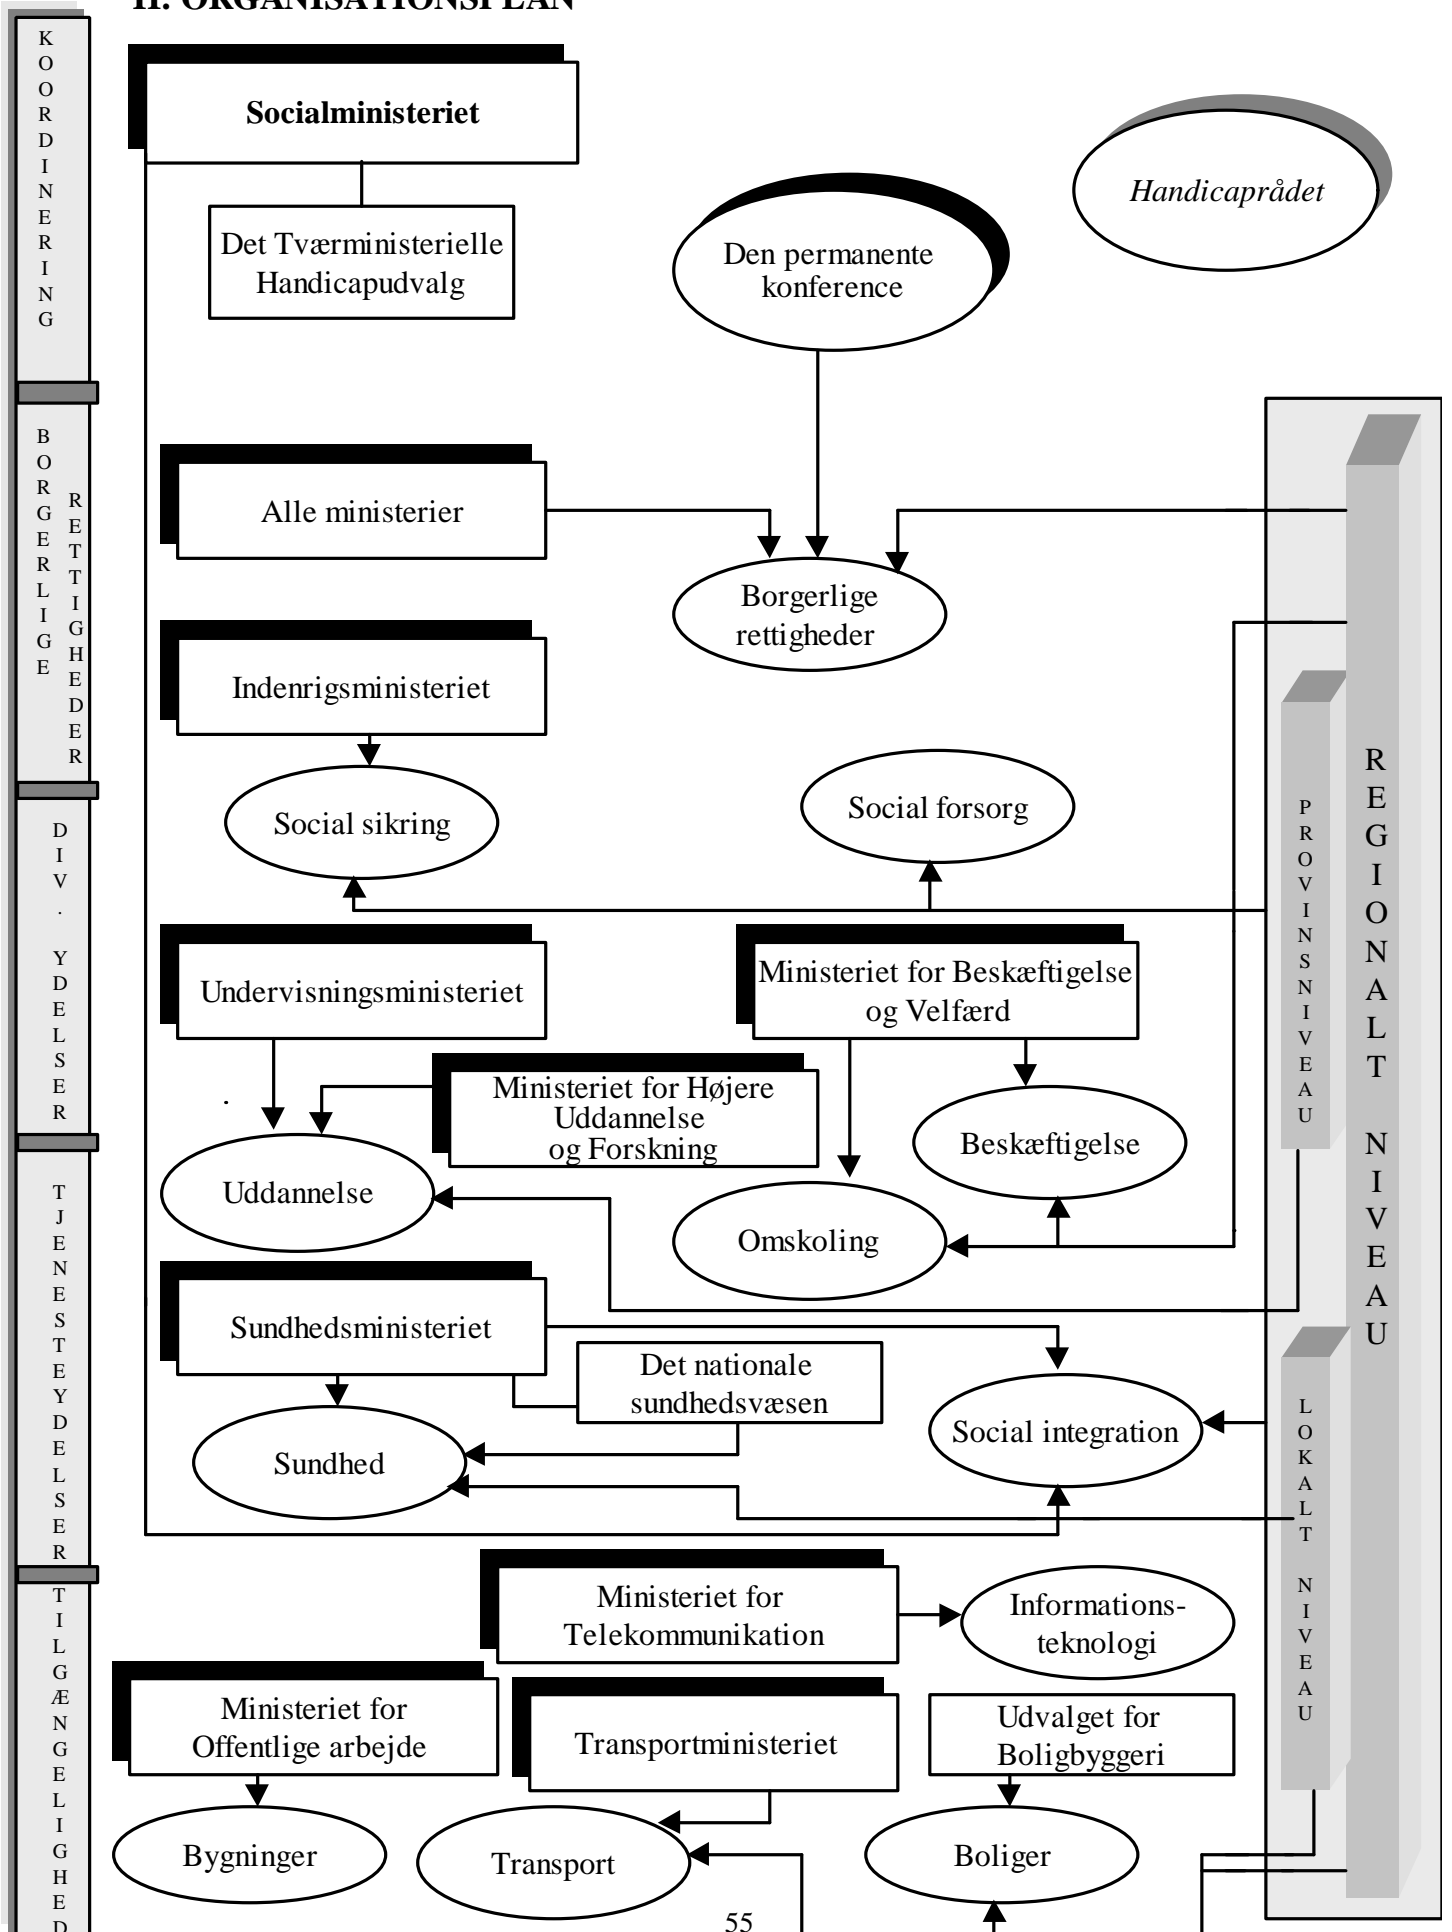 II. ORGANISATIONSPLAN
KOORDINERING
Socialministeriet
Handicaprådet
Det Tværministerielle
Handicapudvalg
Den permanente
konference
BORGERLIGE
RETTIGHEDER
Alle ministerier
Borgerlige
rettigheder
Indenrigsministeriet
REGIONALT NIVEAU
PROVINSNIVEAU
DIV. YDELSER
Social sikring
Social forsorg
Undervisningsministeriet
Ministeriet for Beskæftigelse
og Velfærd
Ministeriet for Højere
Uddannelse
og Forskning
Beskæftigelse
TJENESTEYDELSER
Uddannelse
Omskoling
Sundhedsministeriet
Det nationale
sundhedsvæsen
Social integration
Sundhed
LOKALT NIVEAU
TILGÆNGELIGHED
Ministeriet for
Telekommunikation
Informations-
teknologi
Ministeriet for
Offentlige arbejde
Transportministeriet
Udvalget for
Boligbyggeri
Bygninger
Transport
Boliger
55